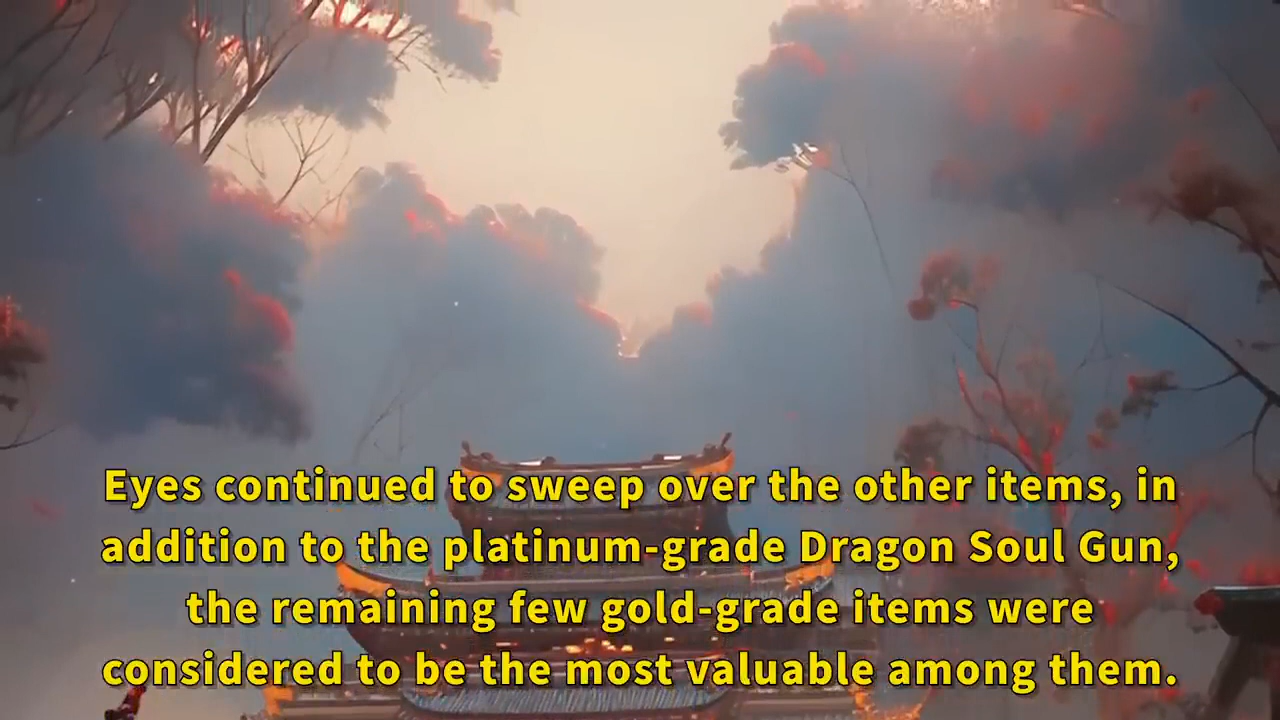 Eyes continued to sweep over the other items, in
addition to the platinum-grade Dragon Soul Gun,
the remaining few gold-grade items were
considered to be the most valuable among them.